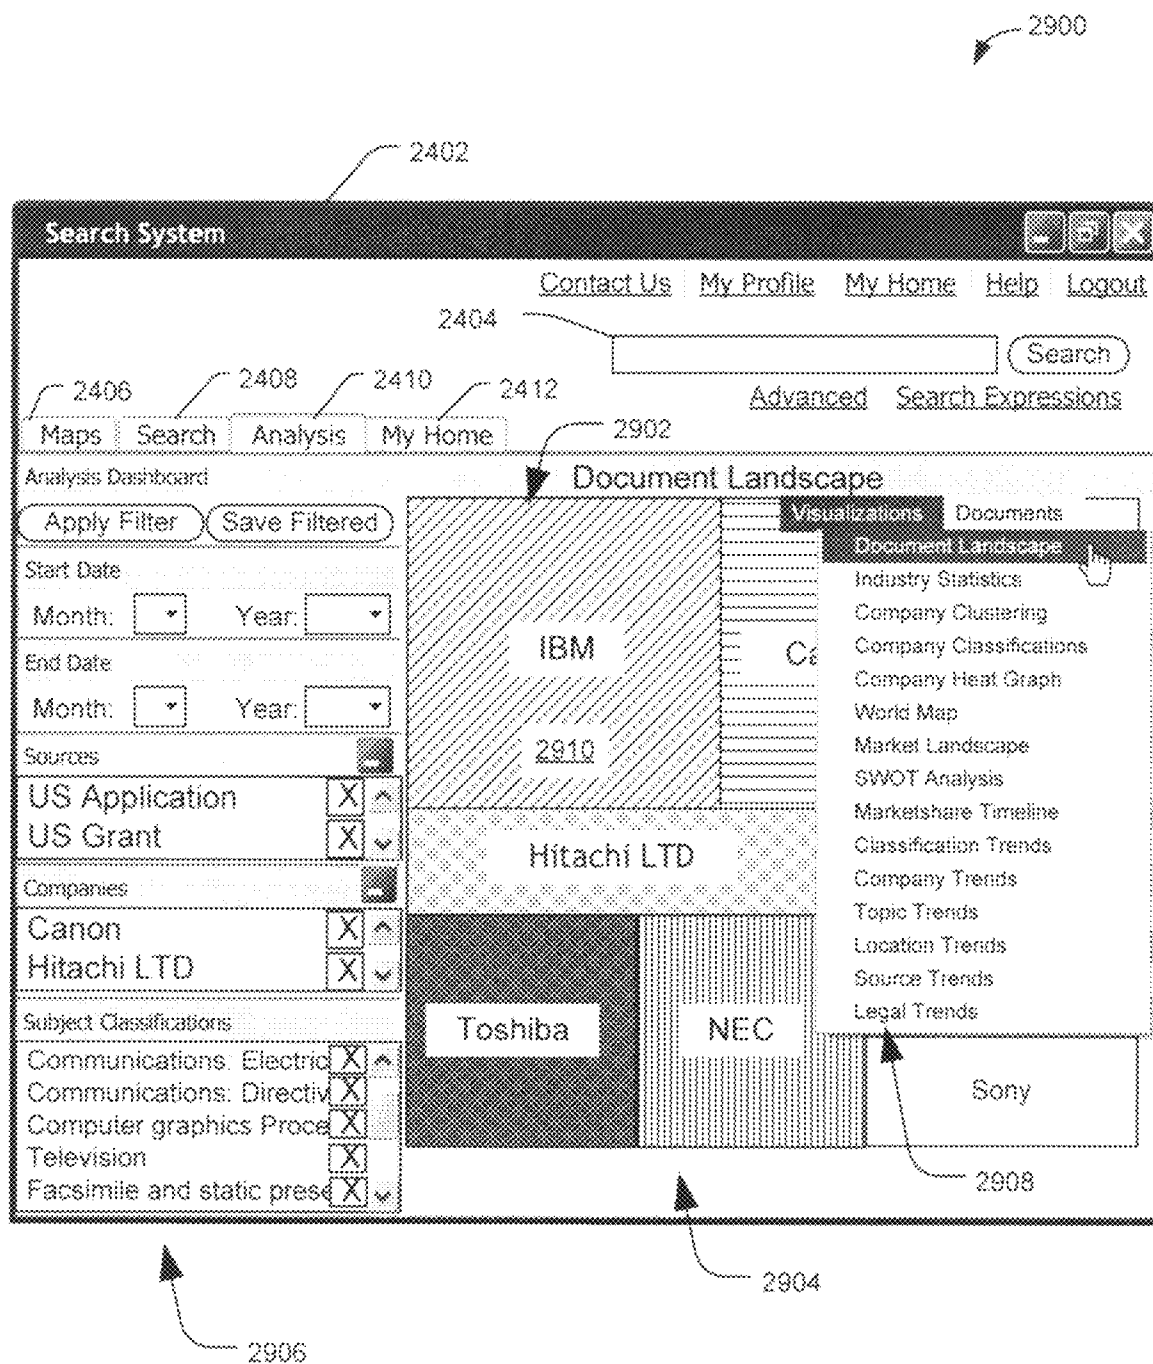 2900
2402
Search System
Contact Us My Profile My Home Help Logout
2404
Search
2406 2408 2410 2412
Advanced Search Expressions
Maps Search Analysis My Home
2902
Analysis Dashboard
Document Landscape
Apply Filter Save Filtered
Visualizations Documents
Start Date
Document Landscape
Industry Statistics
Month: Year:
Company Clustering
IBM
Ca
End Date
Company Classifications
Company Heat Graph
Month: Year:
World Map
2910
Sources
Market Landscape
US Application X
SWOT Analysis
US Grant X
Marketshare Timeline
Hitachi LTD
Classification Trends
Companies
Company Trends
Canon X
Topic Trends
Hitachi LTD X
Location Trends
Source Trends
Subject Classifications
Legal Trends
Toshiba NEC
Communications: Electric X
Communications: Directiv X
Sony
Computer graphics Proce X
Television X
Facsimile and static prese X
2908
2904
2906